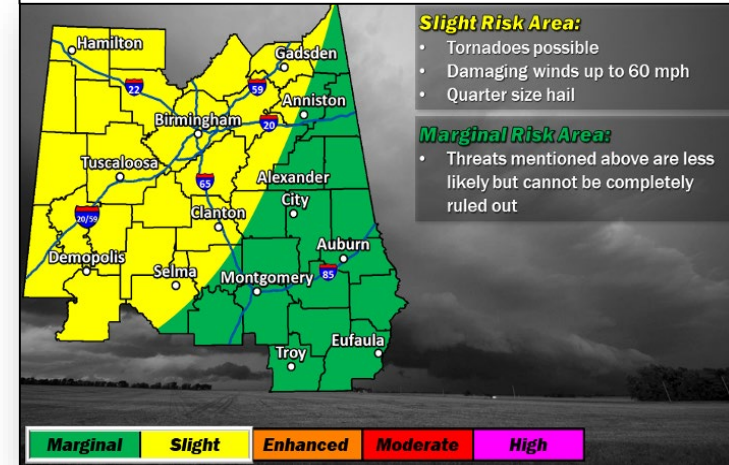 Slight Risk Area:
• Tornadoes possible
• Damaging winds up to 60 mph
• Quarter size hail
Marginal Risk Area:
• Threats mentioned above are less
likely but cannot be completely
ruled out
Hamilton
Gadsden
22
59
Anniston
Birmingham
20
Tuscaloosa
65
Alexander
City
20/59
Clanton
Auburn
Demopolis
Selma
Montgomery
85
Eufaula
Troy
Marginal Slight Enhanced Moderate High